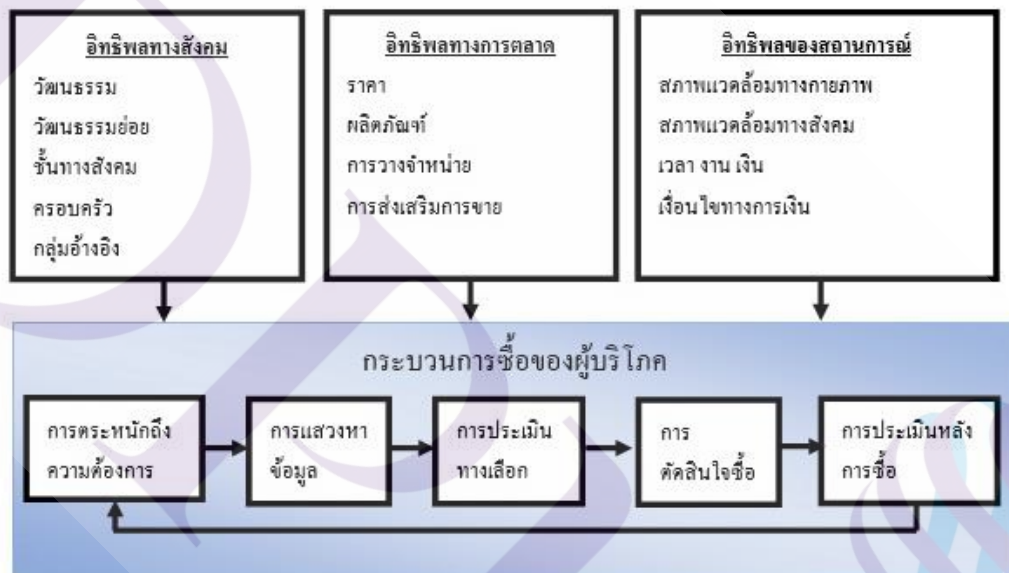 อิทธิพลทางสังคม
วัฒนธรรม
วัฒนธรรมย่อย
ชั้นทางสังคม
ครอบครัว
กลุ่มอ้างอิง
อิทธิพลทางการตลาด
ราคา
ผลิตภัณฑ์
การวางจำหน่าย
การส่งเสริมการขาย
อิทธิพลของสถานการณ์
สภาพแวดล้อมทางกายภาพ
สภาพแวดล้อมทางสังคม
เวลา งาน เงิน
เงื่อนไขทางการเงิน
กระบวนการซื้อของผู้บริโภค
การตระหนักถึง
ความต้องการ
การแสวงหา
ข้อมูล
การประเมิน
ทางเลือก
การ
ตัดสินใจซื้อ
การประเมินหลัง
การซื้อ